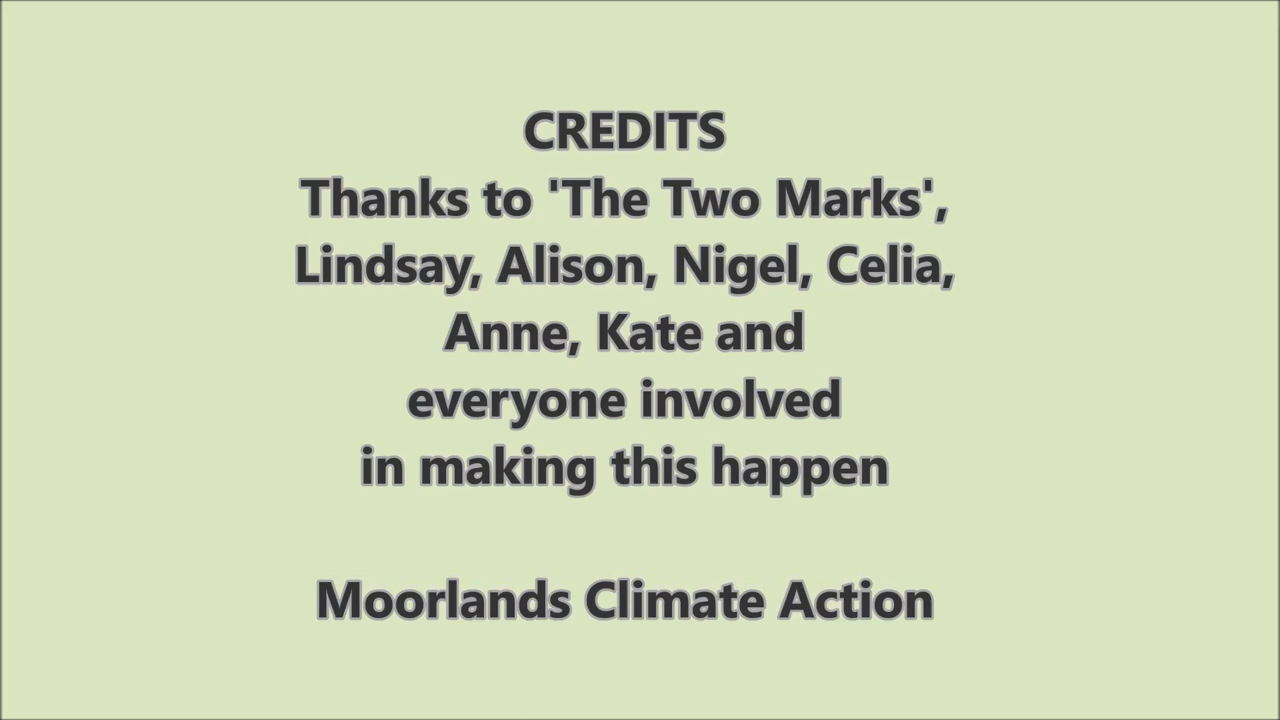 CREDITS
Thanks to 'The Two Marks',
Lindsay, Alison, Nigel, Celia,
Anne, Kate and
everyone involved
in making this happen
Moorlands Climate Action